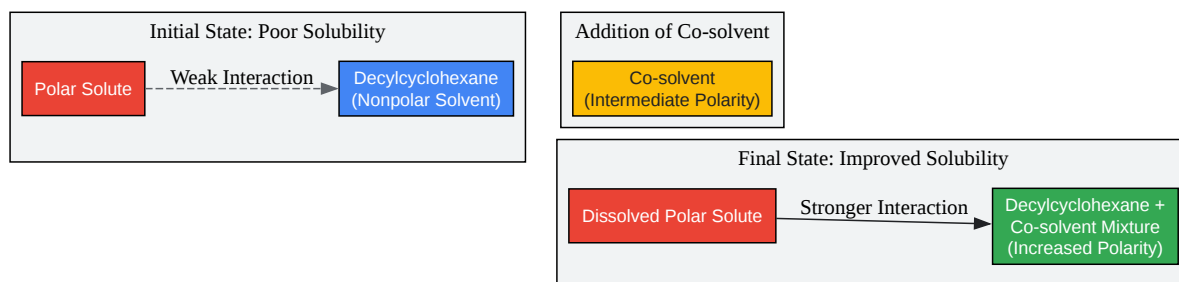 Initial State: Poor Solubility
Polar Solute
Weak Interaction
Decylcyclohexane
(Nonpolar Solvent)
Addition of Co-solvent
Co-solvent
(Intermediate Polarity)
Final State: Improved Solubility
Dissolved Polar Solute
Stronger Interaction
Decylcyclohexane +
Co-solvent Mixture
(Increased Polarity)